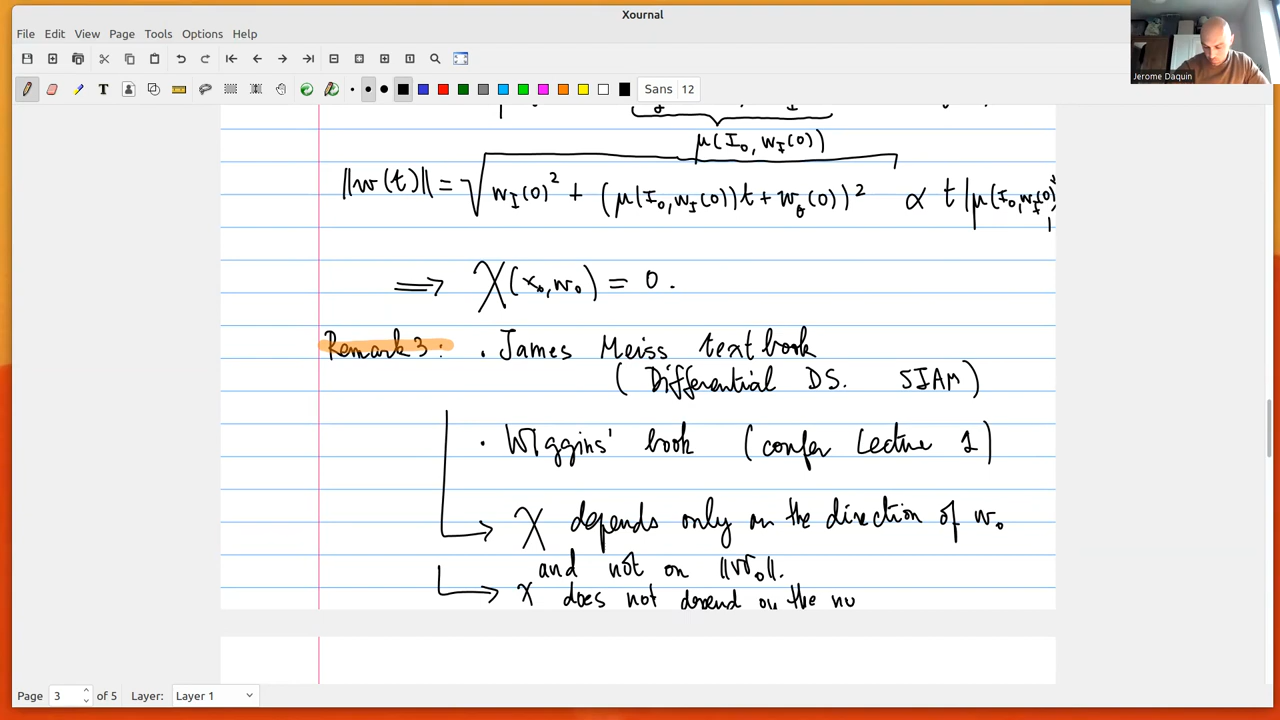 Xournal
File Edit View Page Tools Options Help
Jerome Daquin
Sans 12
μ(I₀, w_I(0))
‖w(t)‖ = √(w_I(0)² + (μ(I₀, w_I(0))t + w_θ(0))²) ∝ t|μ(I₀, w_I(0))|
⟹ χ(x₀, w₀) = 0.
Remark 3: . James Meiss textbook
(Differential DS. SIAM)
. Wiggins' book (confer Lecture 1)
→ χ depends only on the direction of w₀
and not on ‖w₀‖.
→ χ does not depend on the nu
Page 3 of 5 Layer: Layer 1